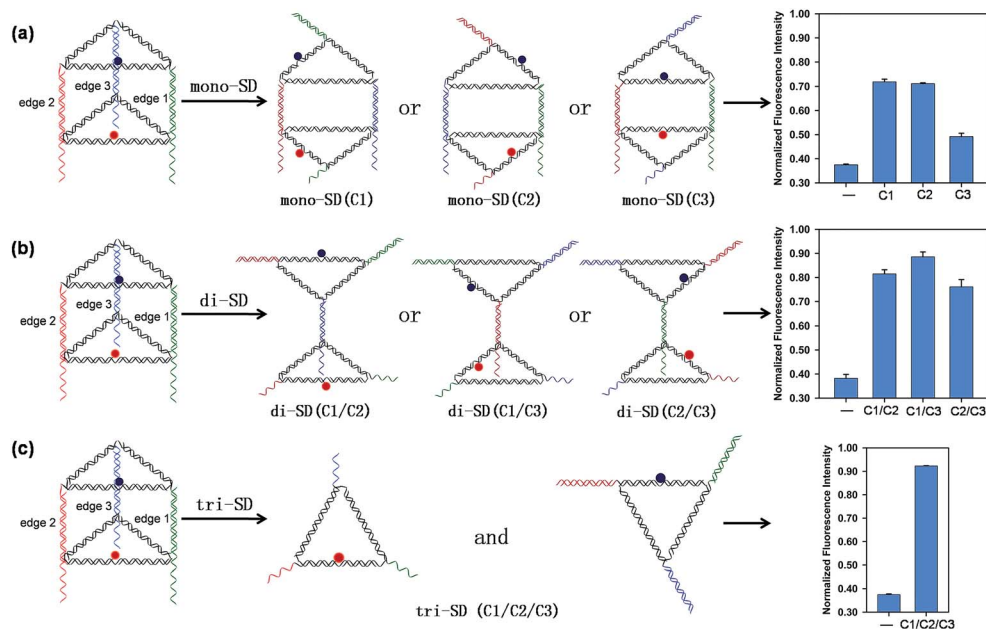 (a)
edge 2
edge 3
edge 1
mono-SD
or
or
mono-SD(C1)
mono-SD(C2)
mono-SD(C3)
Normalized Fluorescence Intensity
1.00
0.90
0.80
0.70
0.60
0.50
0.40
0.30
—
C1
C2
C3
(b)
edge 2
edge 3
edge 1
di-SD
or
or
di-SD(C1/C2)
di-SD(C1/C3)
di-SD(C2/C3)
Normalized Fluorescence Intensity
1.00
0.90
0.80
0.70
0.60
0.50
0.40
0.30
—
C1/C2
C1/C3
C2/C3
(c)
edge 2
edge 3
edge 1
tri-SD
and
tri-SD (C1/C2/C3)
Normalized Fluorescence Intensity
1.00
0.90
0.80
0.70
0.60
0.50
0.40
0.30
—
C1/C2/C3